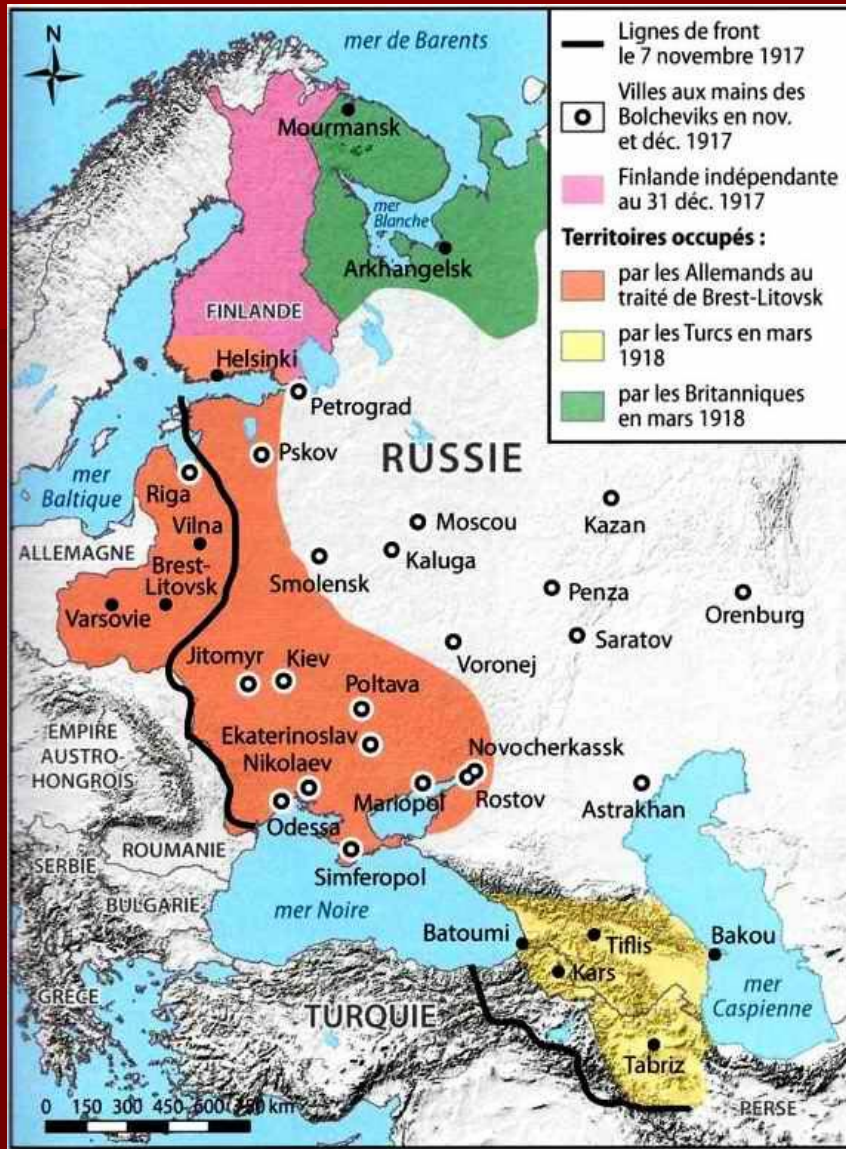 N
mer de Barents
Mourmansk
mer
Blanche
Arkhangelsk
FINLANDE
Helsinki
Petrograd
Pskov
RUSSIE
mer
Baltique
Riga
Vilna
ALLEMAGNE
Brest-
Litovsk
Varsovie
Moscou
Kaluga
Smolensk
Kazan
Penza
Orenburg
Saratov
Voronej
Jitomyr
Kiev
Poltava
EMPIRE
AUSTRO-
HONGROIS
Ekaterinoslav
Nikolaev
Novocherkassk
Mariopol
Rostov
Astrakhan
Odessa
ROUMANIE
Simferopol
SERBIE
BULGARIE
mer Noire
Batoumi
Tiflis
Bakou
Kars
GRÈCE
TURQUIE
mer
Caspienne
Tabriz
PERSE
0 150 300 450 600 750 km
Lignes de front
le 7 novembre 1917
Villes aux mains des
Bolcheviks en nov.
et déc. 1917
Finlande indépendante
au 31 déc. 1917
Territoires occupés :
par les Allemands au
traité de Brest-Litovsk
par les Turcs en mars
1918
par les Britanniques
en mars 1918